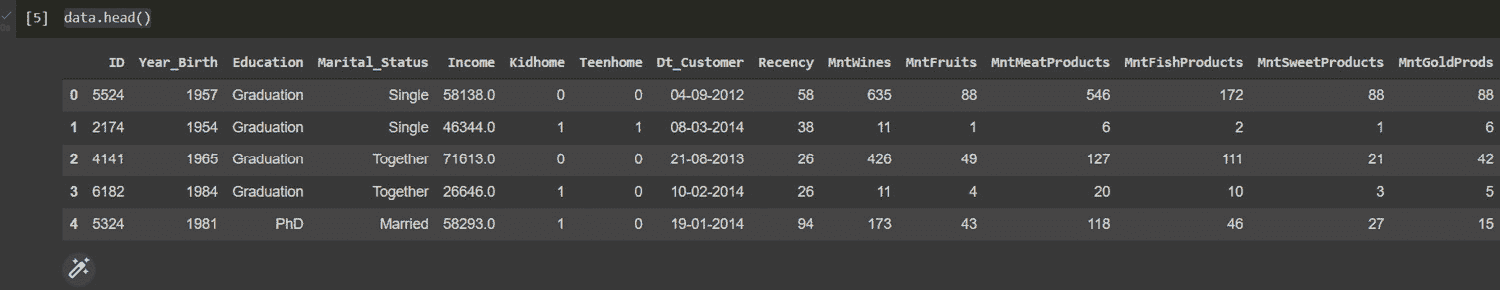 [5] data.head()
ID Year_Birth Education Marital_Status Income Kidhome Teenhome Dt_Customer Recency MntWines MntFruits MntMeatProducts MntFishProducts MntSweetProducts MntGoldProds
0 5524 1957 Graduation Single 58138.0 0 0 04-09-2012 58 635 88 546 172 88 88
1 2174 1954 Graduation Single 46344.0 1 1 08-03-2014 38 11 1 6 2 1 6
2 4141 1965 Graduation Together 71613.0 0 0 21-08-2013 26 426 49 127 111 21 42
3 6182 1984 Graduation Together 26646.0 1 0 10-02-2014 26 11 4 20 10 3 5
4 5324 1981 PhD Married 58293.0 1 0 19-01-2014 94 173 43 118 46 27 15